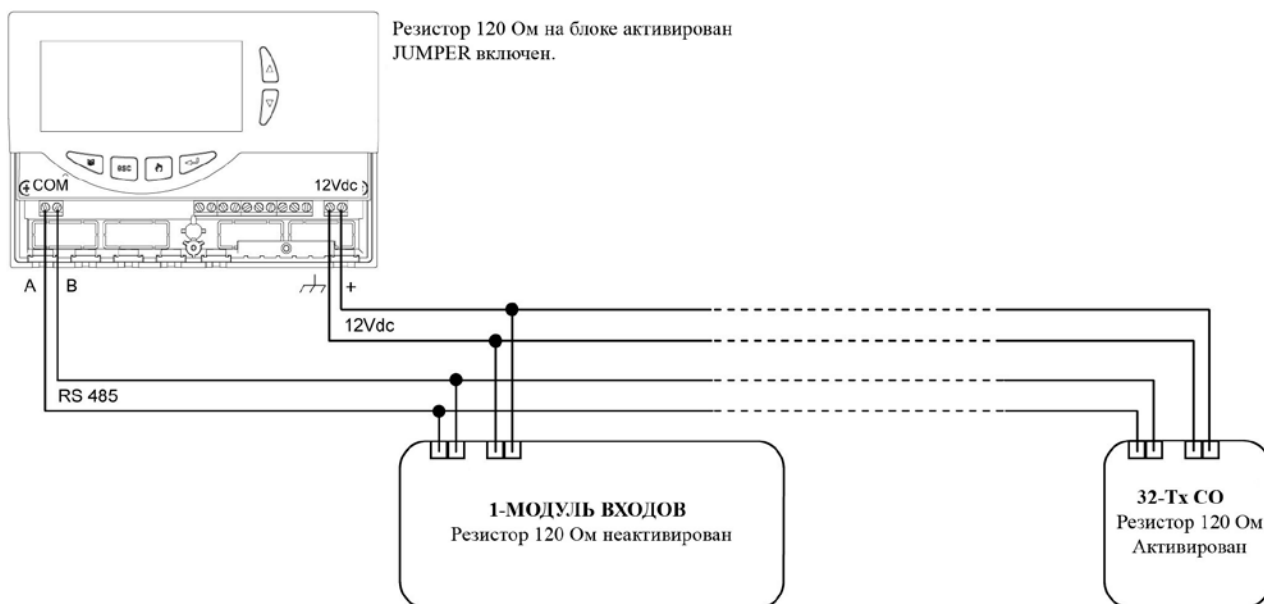 Резистор 120 Ом на блоке активирован
JUMPER включен.
esc
COM
12Vdc
A B +
12Vdc
RS 485
1-МОДУЛЬ ВХОДОВ
Резистор 120 Ом неактивирован
32-Tx CO
Резистор 120 Ом
Активирован